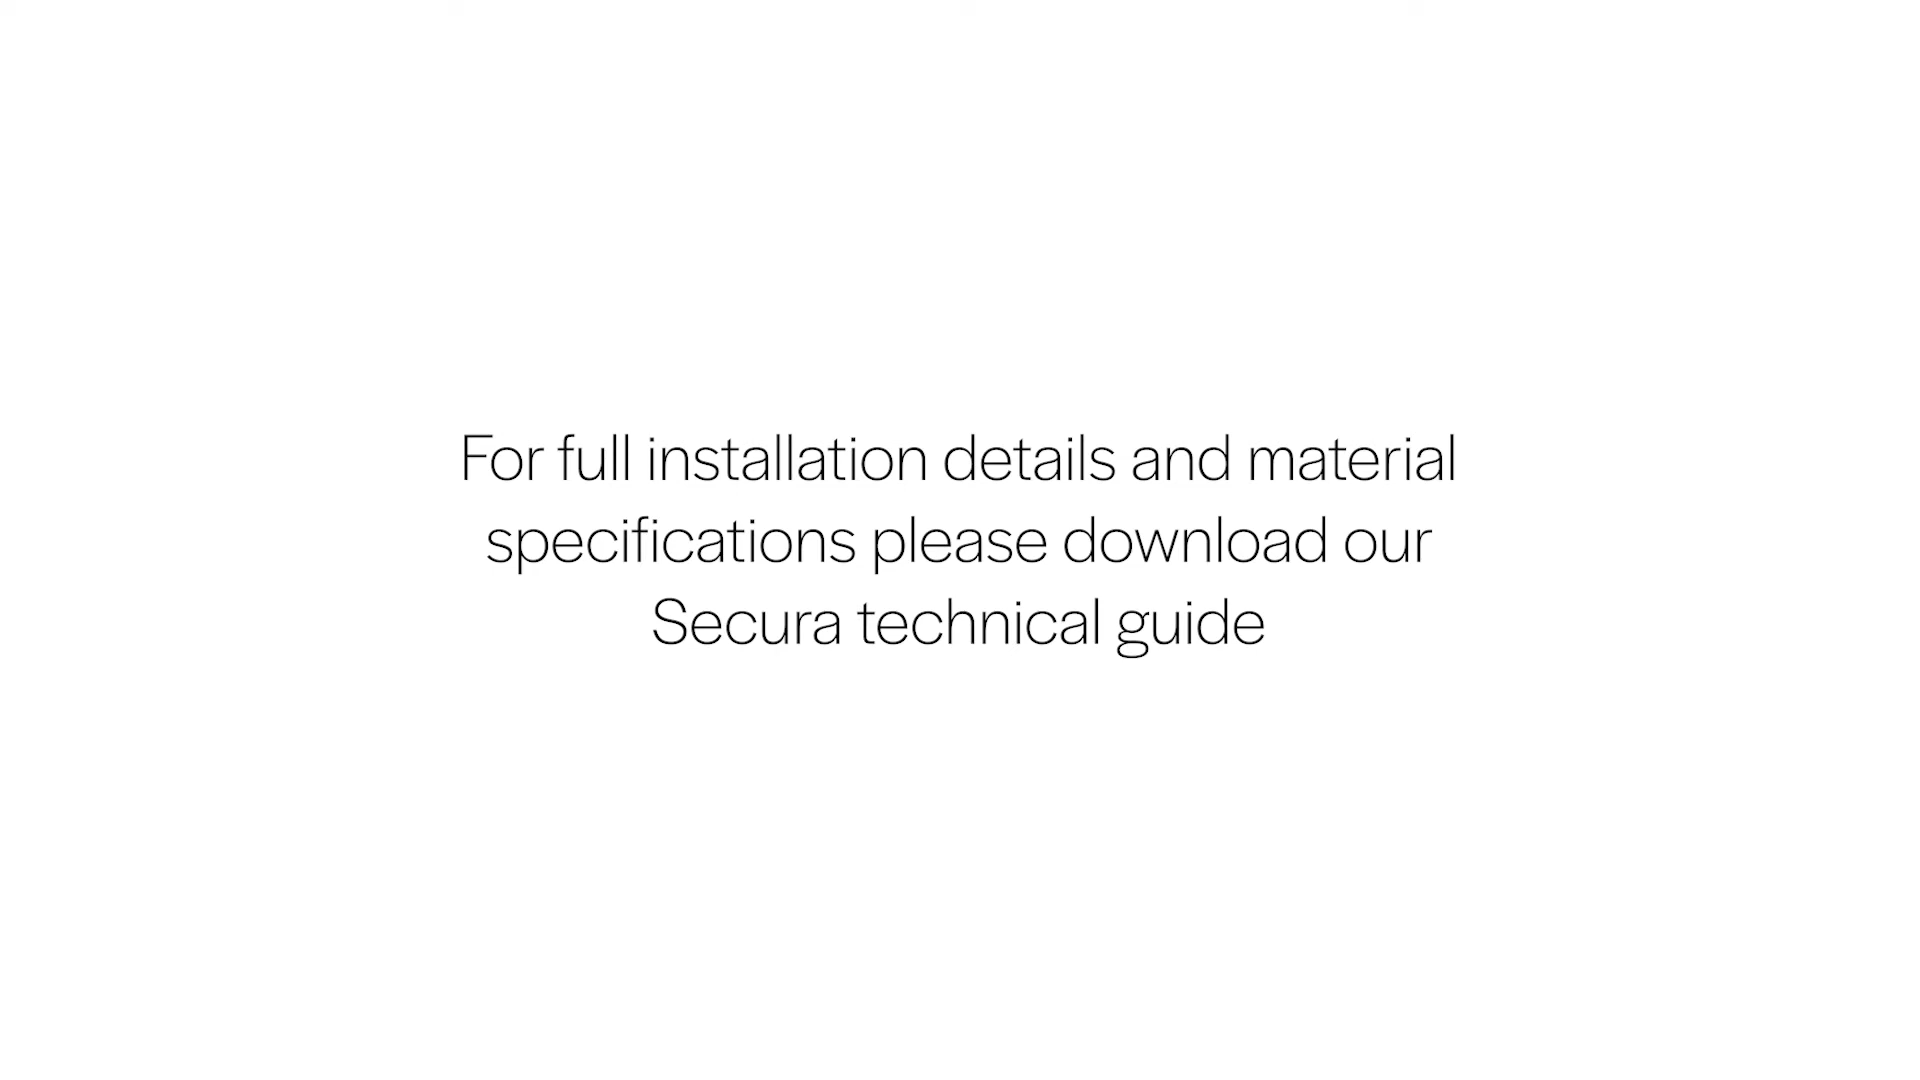 For full installation details and material
specifications please download our
Secura technical guide